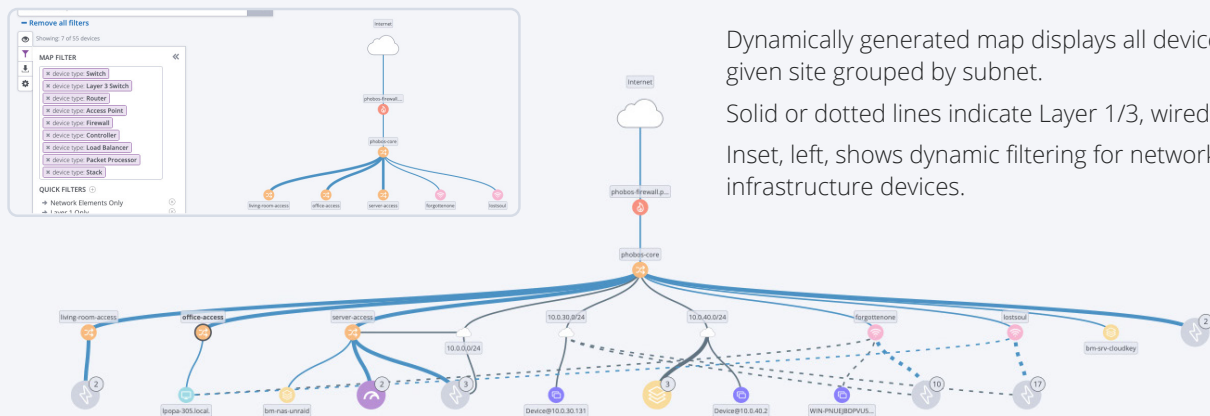 Remove all filters
Showing: 7 of 55 devices
MAP FILTER
× device type: Switch
× device type: Layer 3 Switch
× device type: Router
× device type: Access Point
× device type: Firewall
× device type: Controller
× device type: Load Balancer
× device type: Packet Processor
× device type: Stack
QUICK FILTERS
→ Network Elements Only
→ Layer 1 Only
Internet
phobos-firewall....
phobos-core
living-room-access office-access server-access forgottenone lostsoul
Dynamically generated map displays all device
given site grouped by subnet.
Solid or dotted lines indicate Layer 1/3, wired
Inset, left, shows dynamic filtering for network
infrastructure devices.
Internet
phobos-firewall.p...
phobos-core
living-room-access office-access server-access 10.0.30.0/24 10.0.40.0/24 forgottenone lostsoul
2
10.0.0.0/24
bm-srv-cloudkey
2 2 3 3 10 17
lpopa-305.local. bm-nas-unraid Device@10.0.30.131 Device@10.0.40.2 WIN-PNUEJBDPVUS...